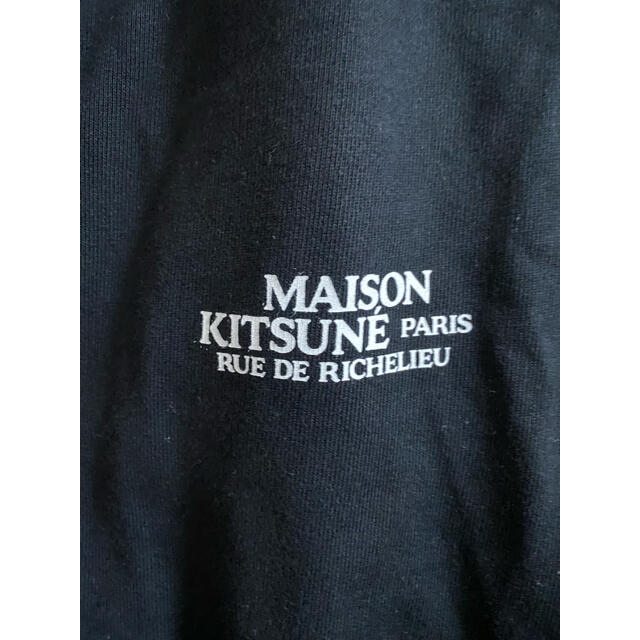 MAISON
KITSUNÉ PARIS
RUE DE RICHELIEU